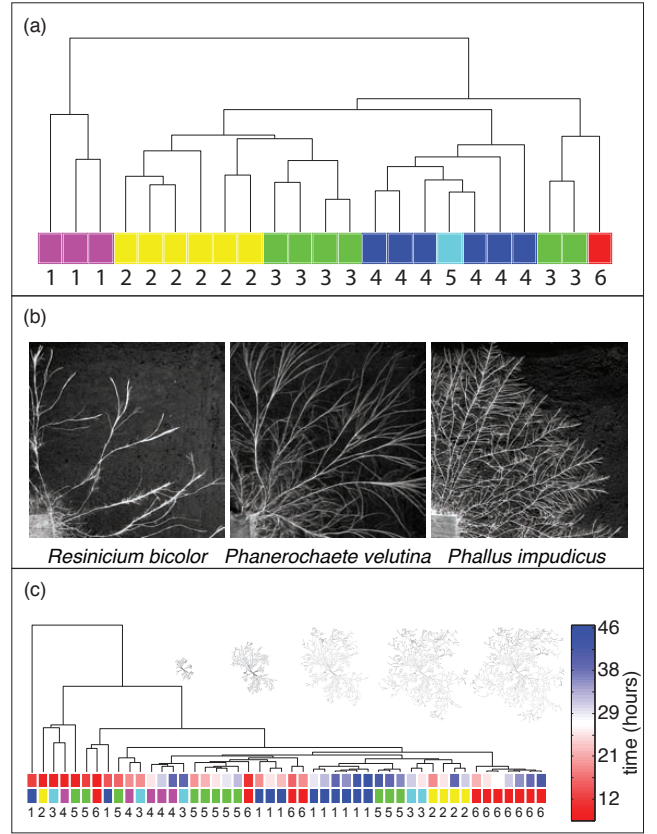 (a)
1 1 1 2 2 2 2 2 2 3 3 3 3 4 4 4 5 4 4 4 3 3 6
(b)
Resinicium bicolor Phanerochaete velutina Phallus impudicus
(c)
46
38
29
21
12
time (hours)
1 2 3 4 5 5 6 1 5 4 3 4 4 4 3 5 5 5 5 5 6 1 1 1 6 6 1 1 1 1 1 1 5 5 5 3 3 2 2 2 2 6 6 6 6 6 6 6